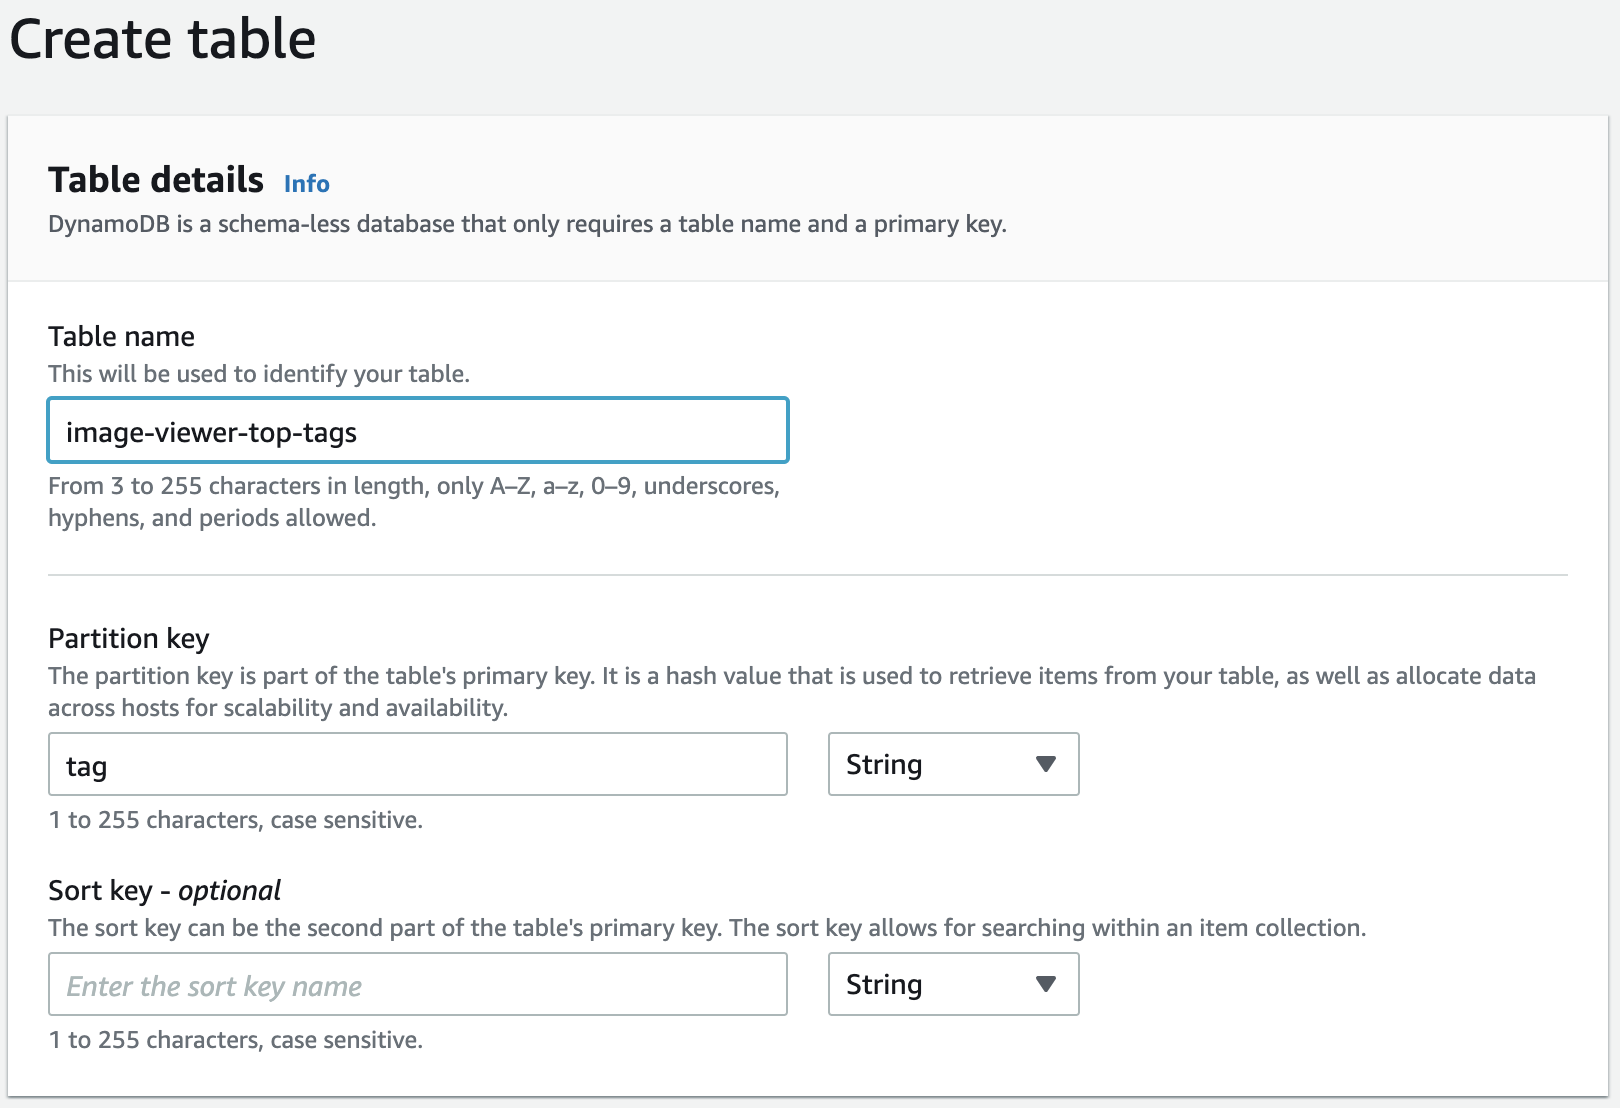 Create table
Table details Info
DynamoDB is a schema-less database that only requires a table name and a primary key.
Table name
This will be used to identify your table.
image-viewer-top-tags
From 3 to 255 characters in length, only A–Z, a–z, 0–9, underscores,
hyphens, and periods allowed.
Partition key
The partition key is part of the table's primary key. It is a hash value that is used to retrieve items from your table, as well as allocate data
across hosts for scalability and availability.
tag String
1 to 255 characters, case sensitive.
Sort key - optional
The sort key can be the second part of the table's primary key. The sort key allows for searching within an item collection.
Enter the sort key name String
1 to 255 characters, case sensitive.